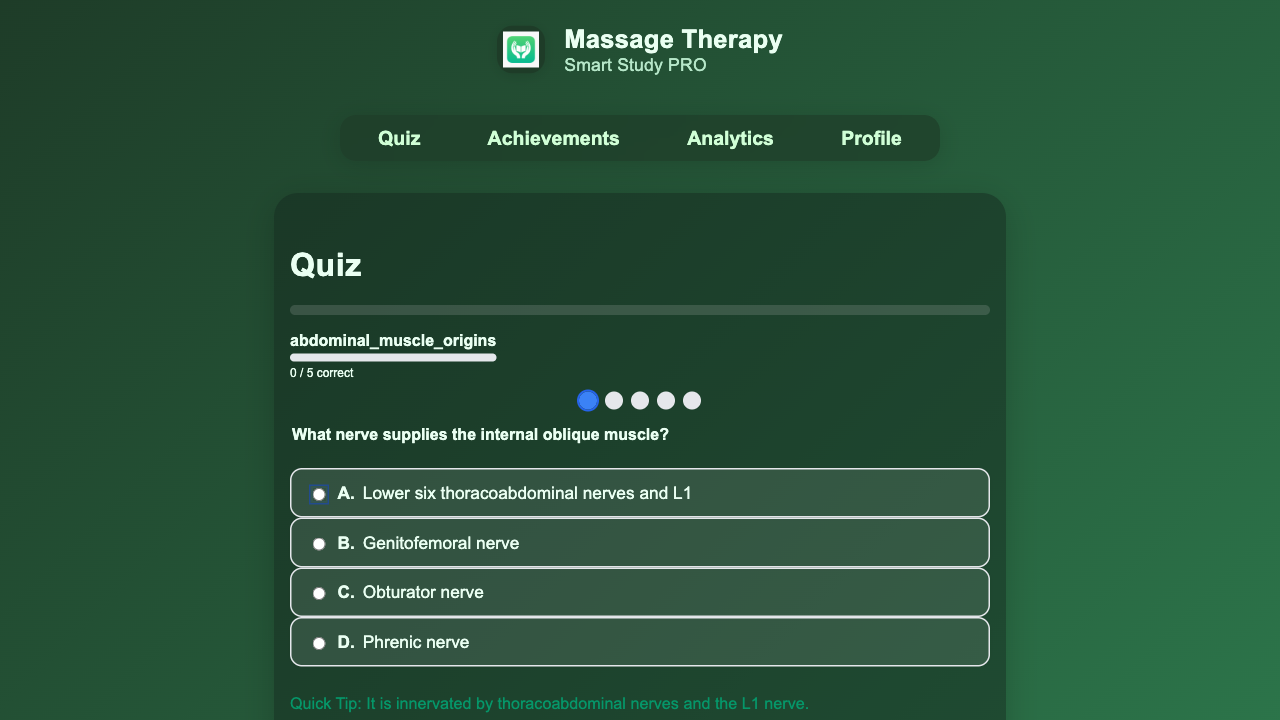 Massage Therapy
Smart Study PRO
Quiz Achievements Analytics Profile
Quiz
abdominal_muscle_origins
0 / 5 correct
What nerve supplies the internal oblique muscle?
A. Lower six thoracoabdominal nerves and L1
B. Genitofemoral nerve
C. Obturator nerve
D. Phrenic nerve
Quick Tip: It is innervated by thoracoabdominal nerves and the L1 nerve.